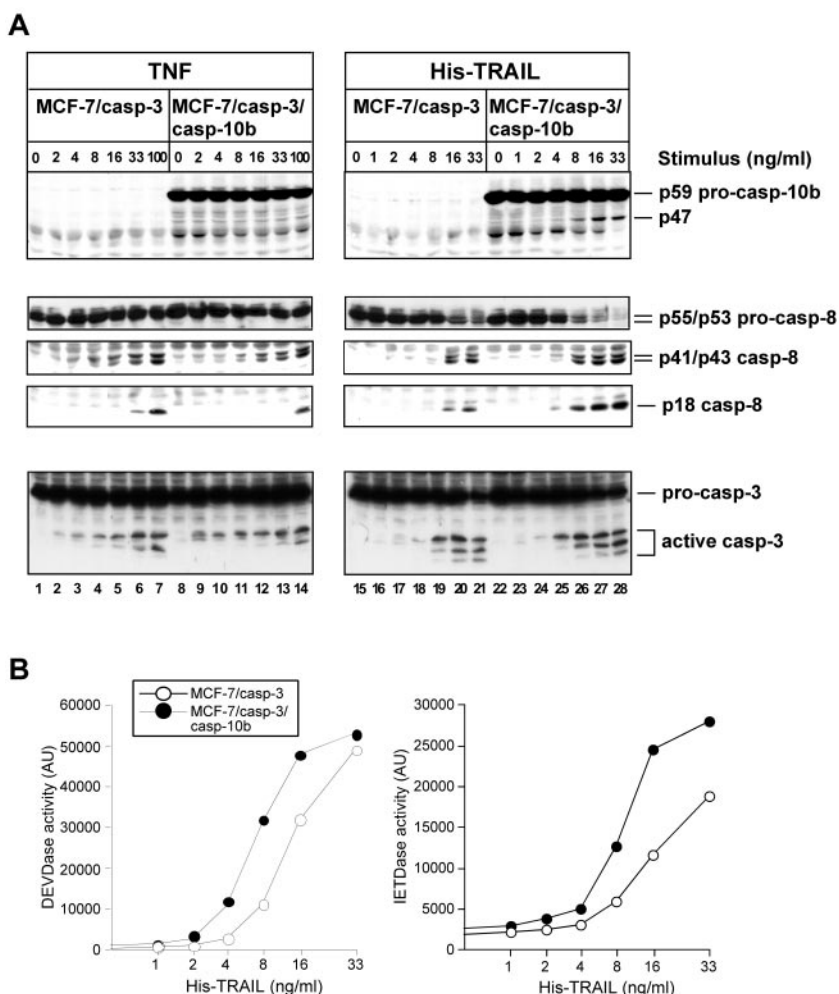 A
TNF
His-TRAIL
MCF-7/casp-3
MCF-7/casp-3/
casp-10b
MCF-7/casp-3
MCF-7/casp-3/
casp-10b
0 2 4 8 16 33 100 0 2 4 8 16 33 100
0 1 2 4 8 16 33 0 1 2 4 8 16 33
Stimulus (ng/ml)
p59 pro-casp-10b
p47
p55/p53 pro-casp-8
p41/p43 casp-8
p18 casp-8
pro-casp-3
active casp-3
1 2 3 4 5 6 7 8 9 10 11 12 13 14
15 16 17 18 19 20 21 22 23 24 25 26 27 28
B
MCF-7/casp-3
MCF-7/casp-3/
casp-10b
DEVDase activity (AU)
60000
50000
40000
30000
20000
10000
0
1 2 4 8 16 33
His-TRAIL (ng/ml)
IETDase activity (AU)
30000
25000
20000
15000
10000
5000
0
1 2 4 8 16 33
His-TRAIL (ng/ml)